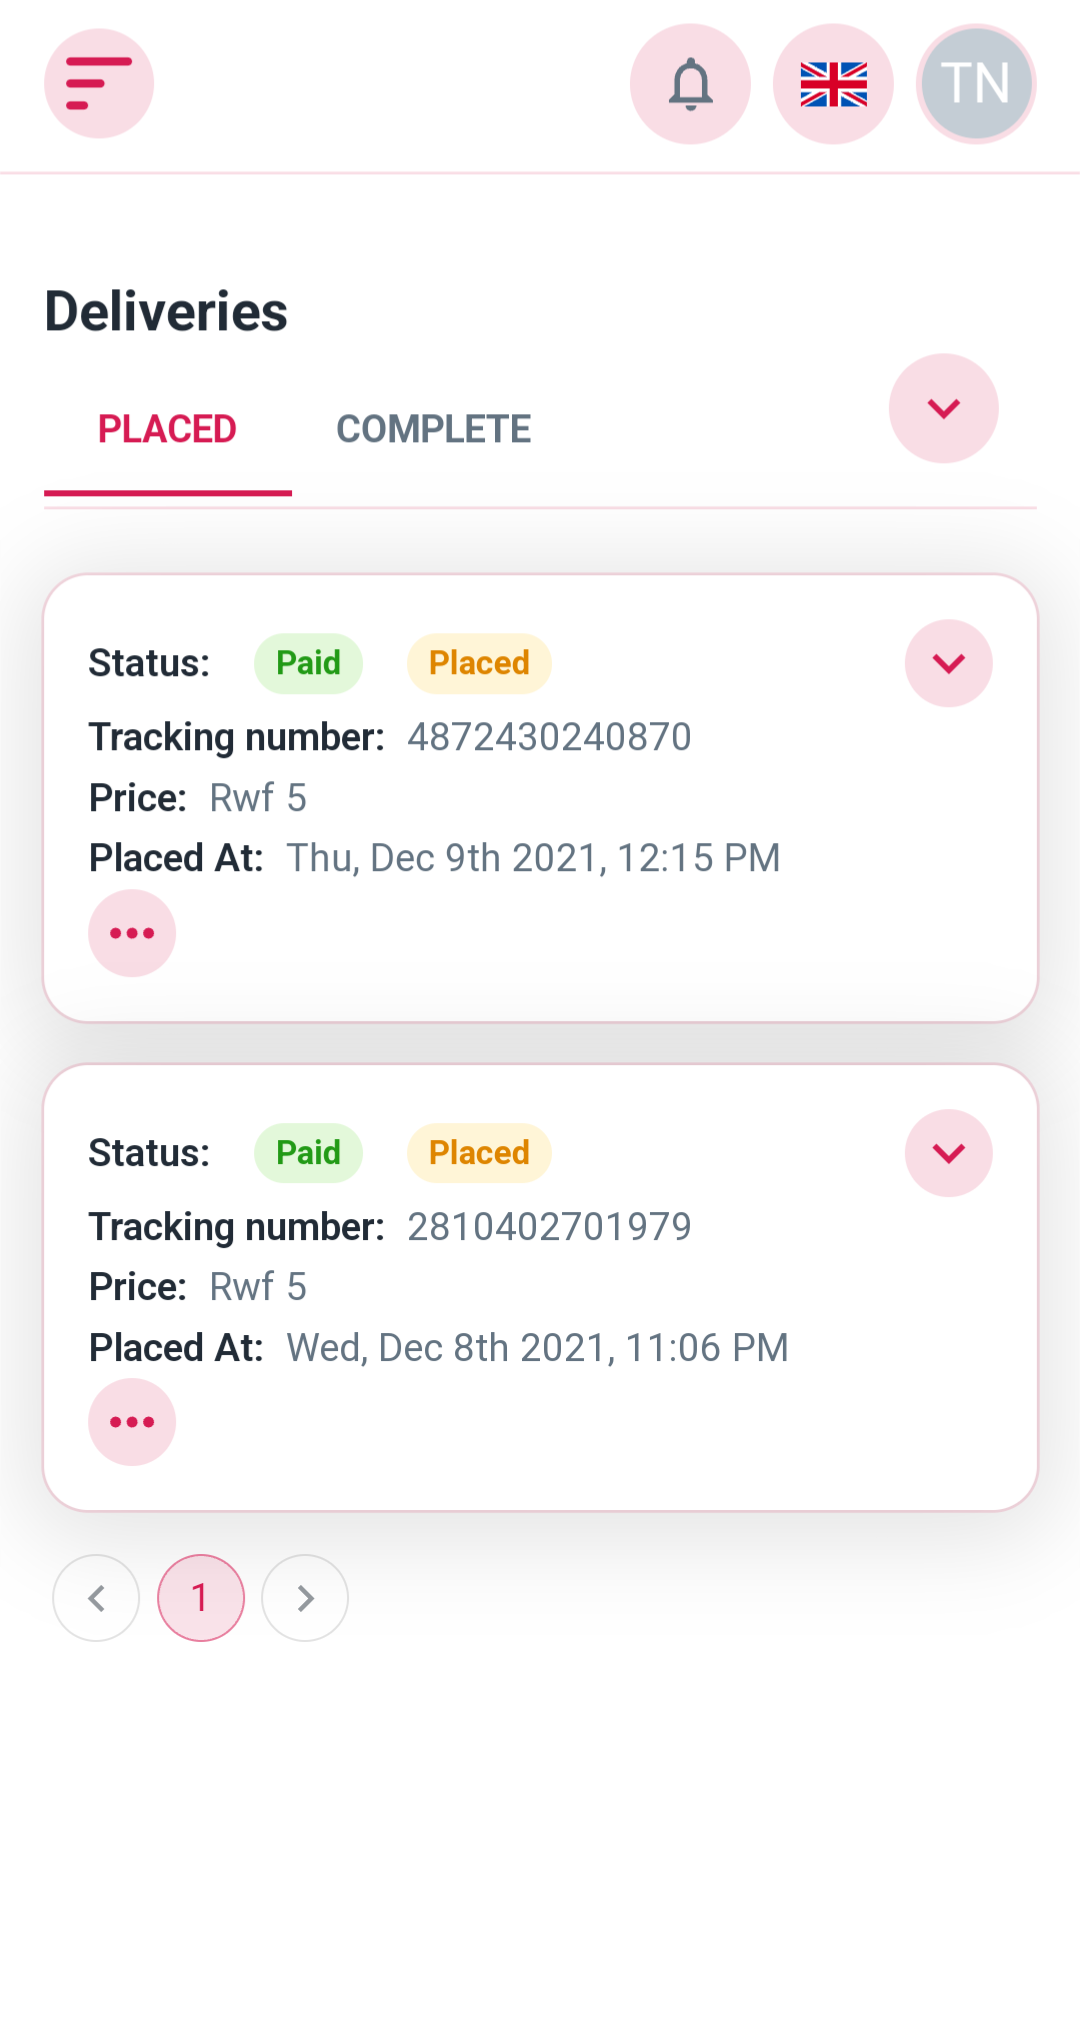 TN
Deliveries
PLACED COMPLETE
Status: Paid Placed
Tracking number: 4872430240870
Price: Rwf 5
Placed At: Thu, Dec 9th 2021, 12:15 PM
Status: Paid Placed
Tracking number: 2810402701979
Price: Rwf 5
Placed At: Wed, Dec 8th 2021, 11:06 PM
1